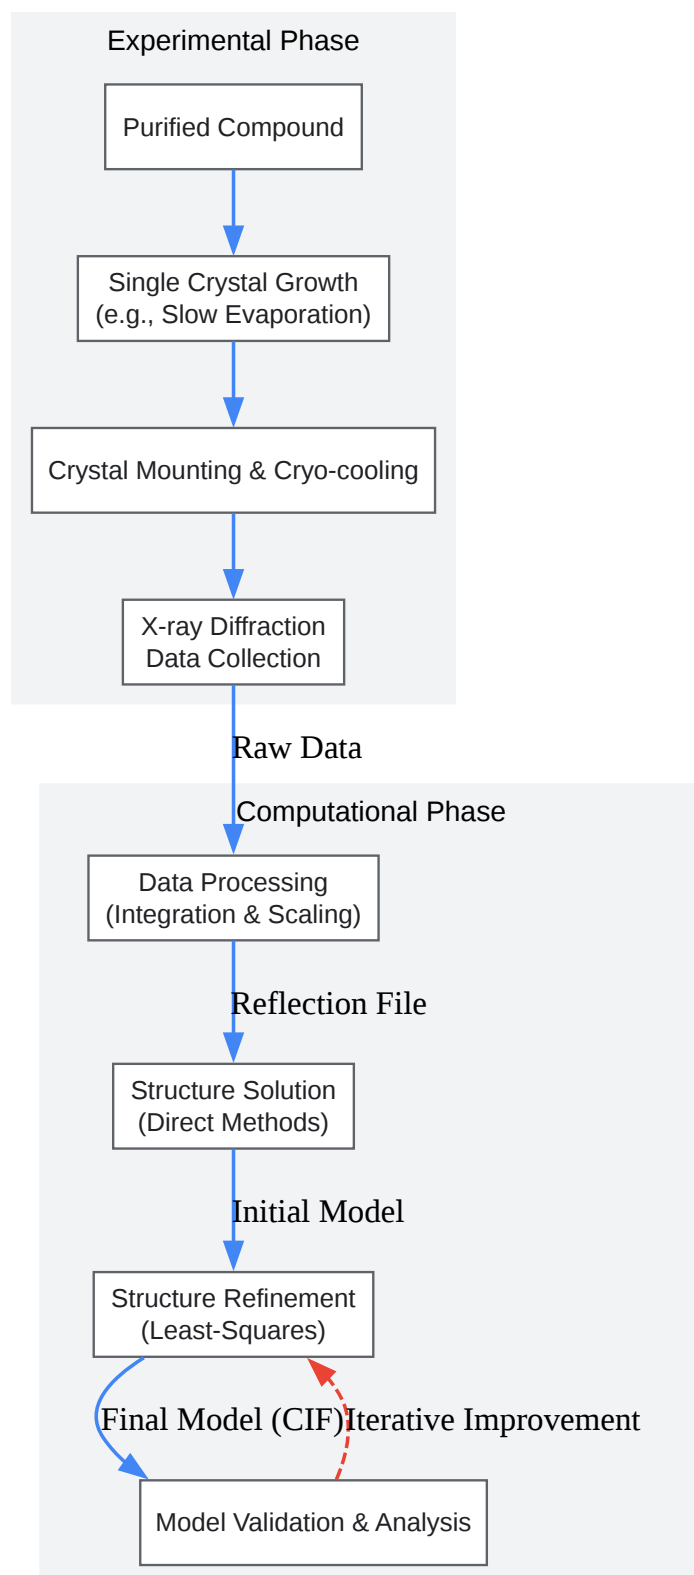 Experimental Phase
Purified Compound
Single Crystal Growth
(e.g., Slow Evaporation)
Crystal Mounting & Cryo-cooling
X-ray Diffraction
Data Collection
Raw Data
Computational Phase
Data Processing
(Integration & Scaling)
Reflection File
Structure Solution
(Direct Methods)
Initial Model
Structure Refinement
(Least-Squares)
Final Model (CIF)
Iterative Improvement
Model Validation & Analysis